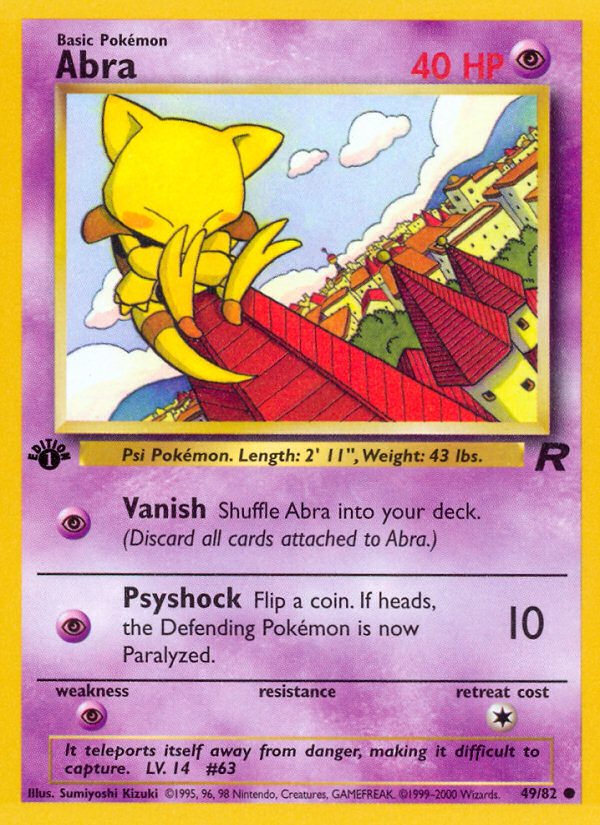 Basic Pokémon
Abra
40 HP
Psi Pokémon. Length: 2' 11", Weight: 43 lbs.
EDITION 1
R
Vanish Shuffle Abra into your deck.
(Discard all cards attached to Abra.)
Psyshock Flip a coin. If heads,
the Defending Pokémon is now
Paralyzed.
10
weakness
resistance
retreat cost
It teleports itself away from danger, making it difficult to
capture. LV. 14 #63
Illus. Sumiyoshi Kizuki ©1995, 96, 98 Nintendo, Creatures, GAMEFREAK. ©1999-2000 Wizards. 49/82